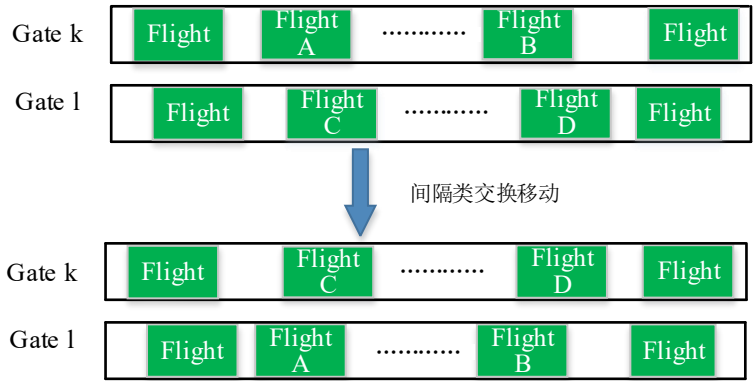 Gate k Flight Flight A ………… Flight B Flight
Gate l Flight Flight C ………… Flight D Flight
间隔类交换移动
Gate k Flight Flight C ………… Flight D Flight
Gate l Flight Flight A ………… Flight B Flight